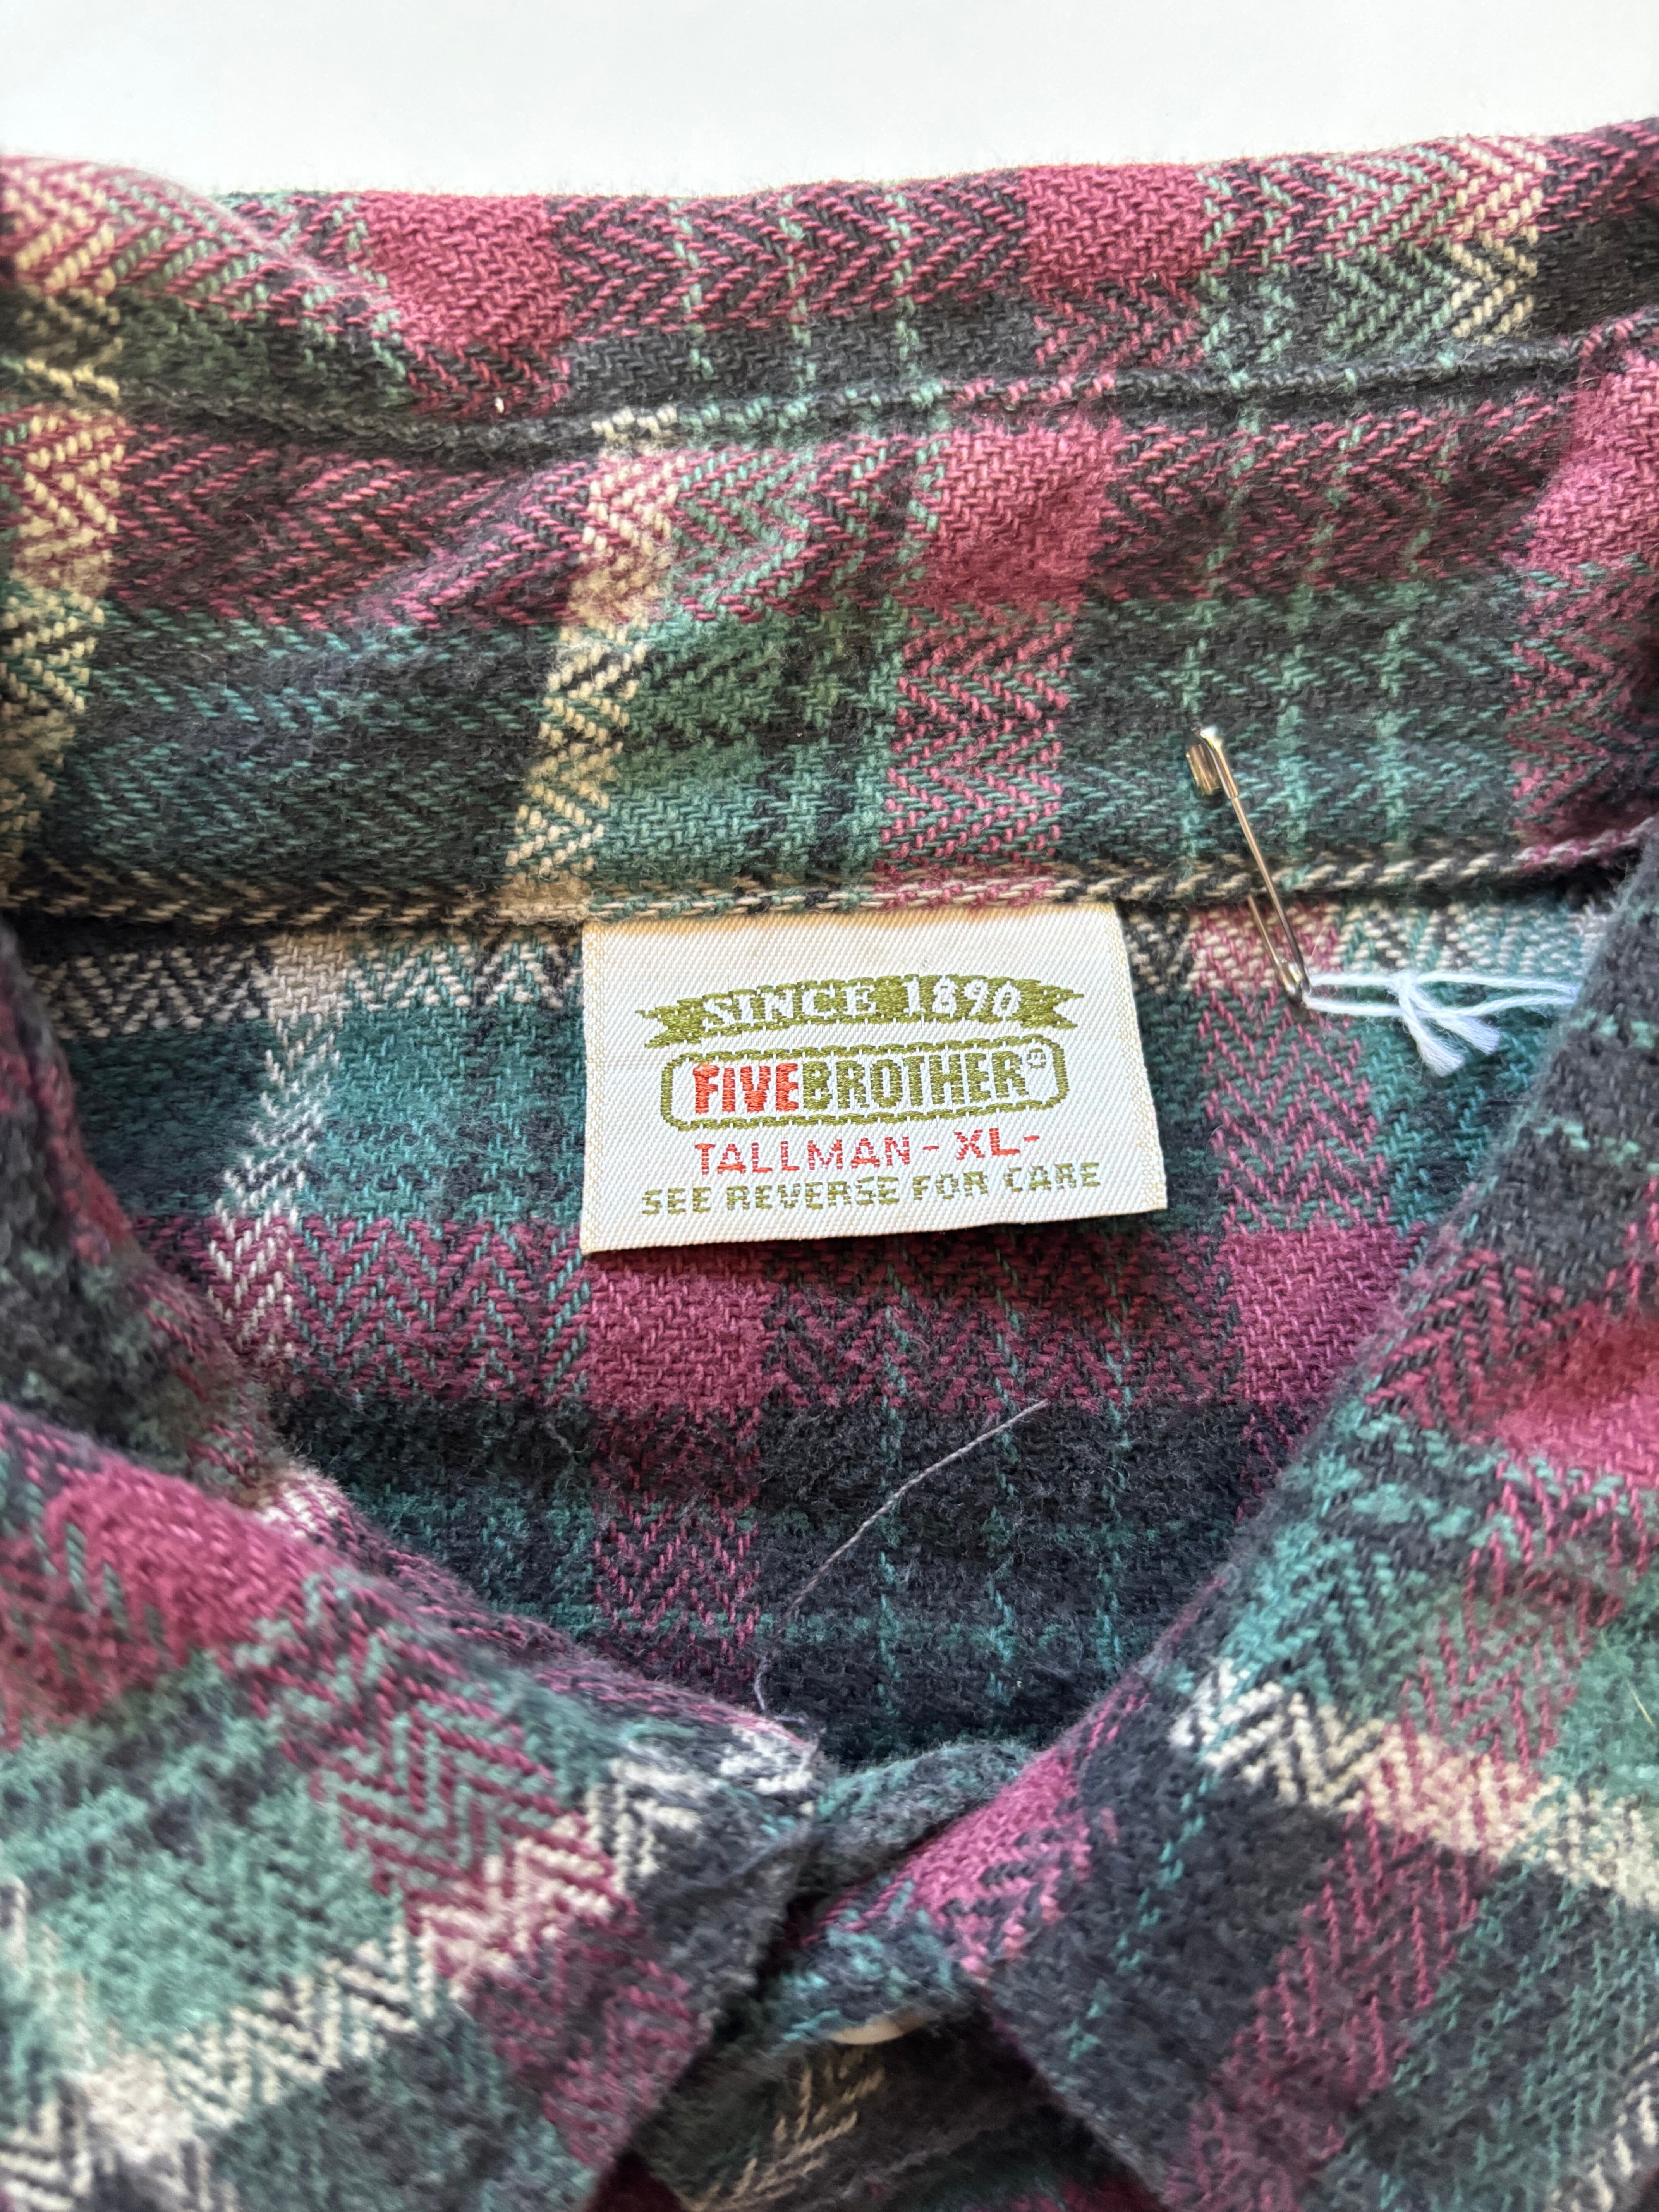 SINCE 1890
FIVEBROTHER®
TALLMAN - XL -
SEE REVERSE FOR CARE